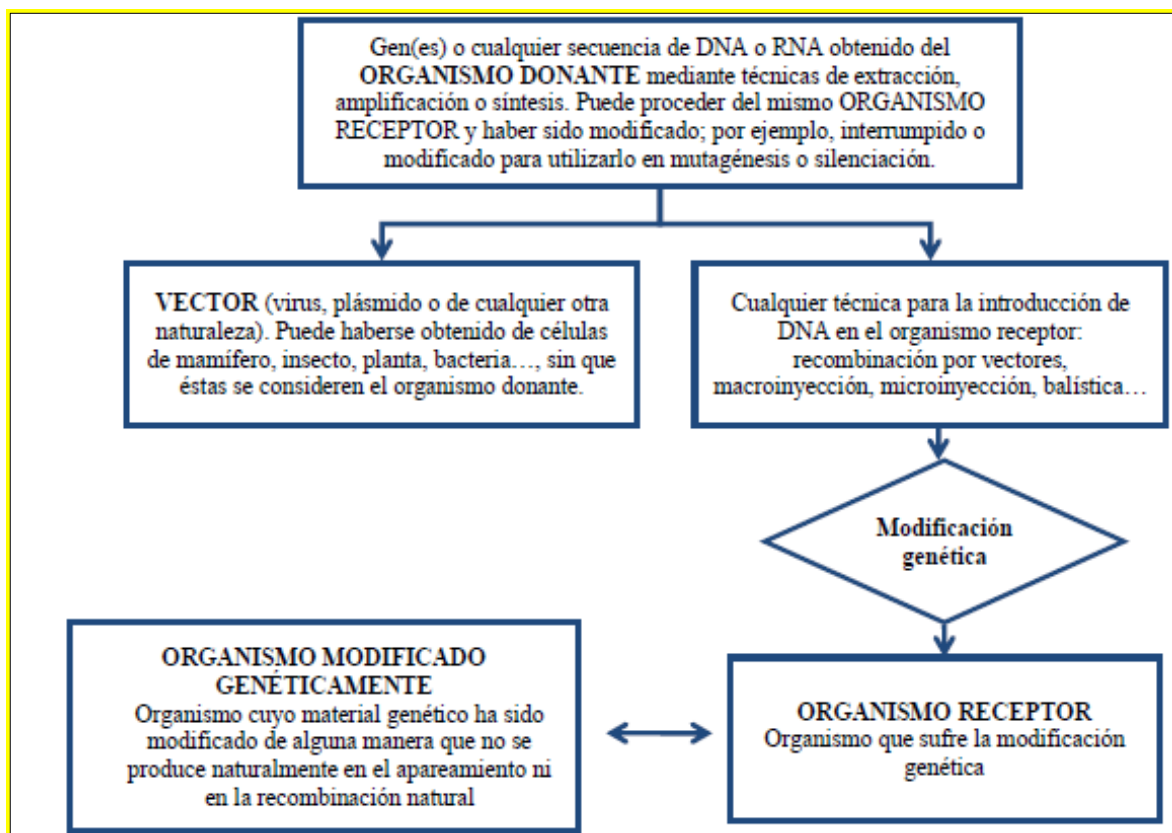 Gen(es) o cualquier secuencia de DNA o RNA obtenido del
ORGANISMO DONANTE mediante técnicas de extracción,
amplificación o síntesis. Puede proceder del mismo ORGANISMO
RECEPTOR y haber sido modificado; por ejemplo, interrumpido o
modificado para utilizarlo en mutagénesis o silenciación.
VECTOR (virus, plásmido o de cualquier otra
naturaleza). Puede haberse obtenido de células
de mamífero, insecto, planta, bacteria…, sin que
éstas se consideren el organismo donante.
Cualquier técnica para la introducción de
DNA en el organismo receptor:
recombinación por vectores,
macroinyección, microinyección, balística…
Modificación
genética
ORGANISMO MODIFICADO
GENÉTICAMENTE
Organismo cuyo material genético ha sido
modificado de alguna manera que no se
produce naturalmente en el apareamiento ni
en la recombinación natural
ORGANISMO RECEPTOR
Organismo que sufre la modificación
genética